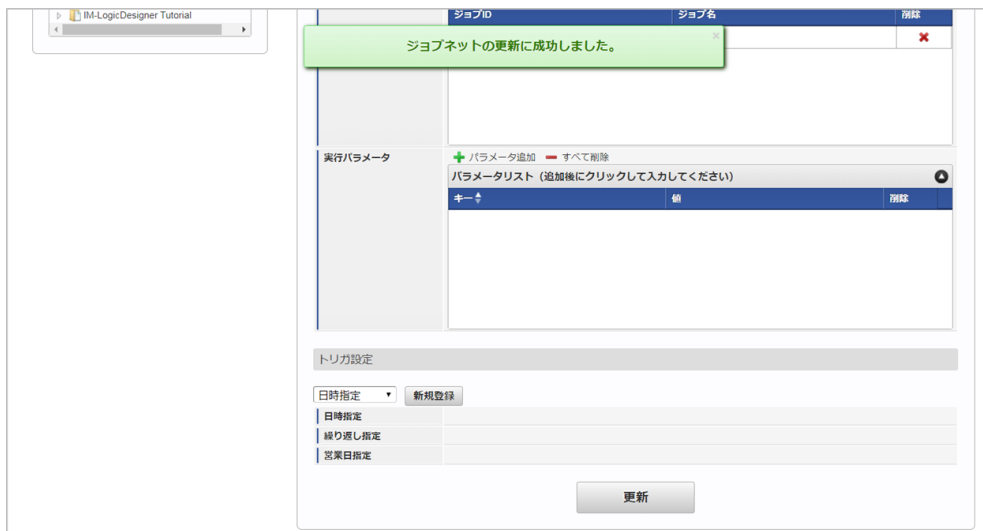 IM-LogicDesigner Tutorial
ジョブID ジョブ名 削除
ジョブネットの更新に成功しました。
実行パラメータ
パラメータ追加 すべて削除
パラメータリスト（追加後にクリックして入力してください）
キー 値 削除
トリガ設定
日時指定 新規登録
日時指定
繰り返し指定
営業日指定
更新